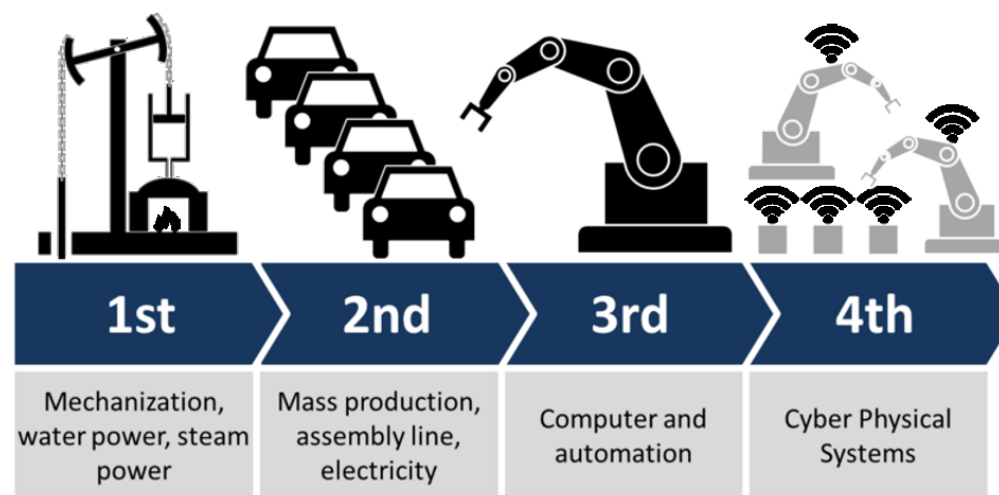 1st
2nd
3rd
4th
Mechanization,
water power, steam
power
Mass production,
assembly line,
electricity
Computer and
automation
Cyber Physical
Systems